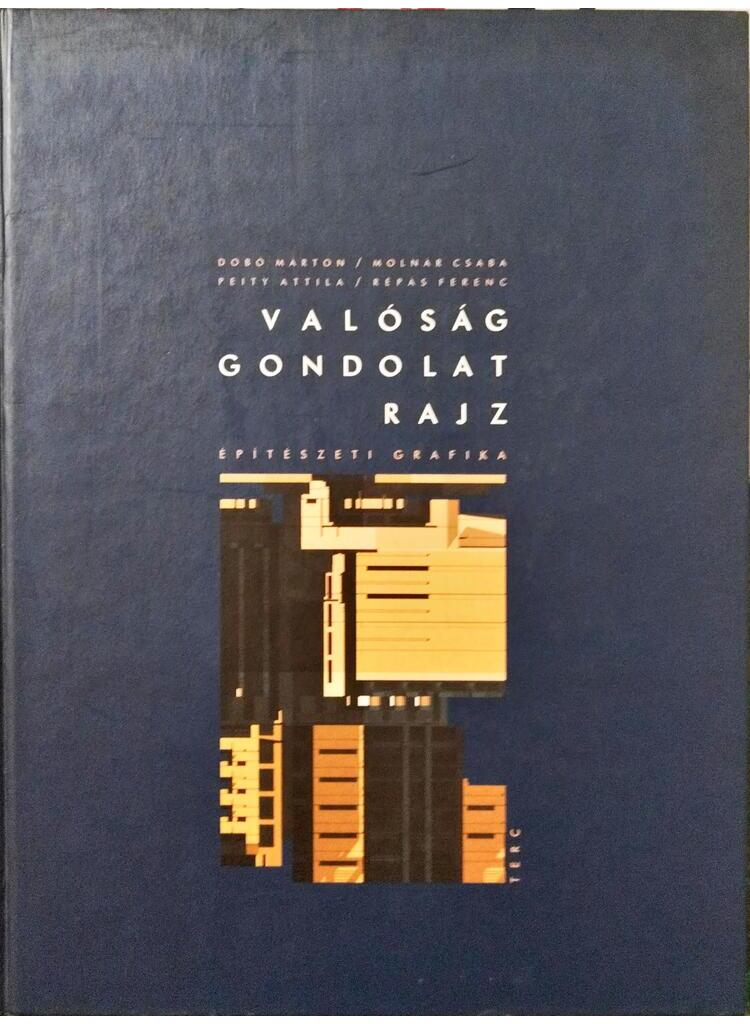 DOBÓ MÁRTON / MOLNÁR CSABA
PEITY ATTILA / RÉPÁS FERENC
VALÓSÁG
GONDOLAT
RAJZ
ÉPÍTÉSZETI GRAFIKA
TERC